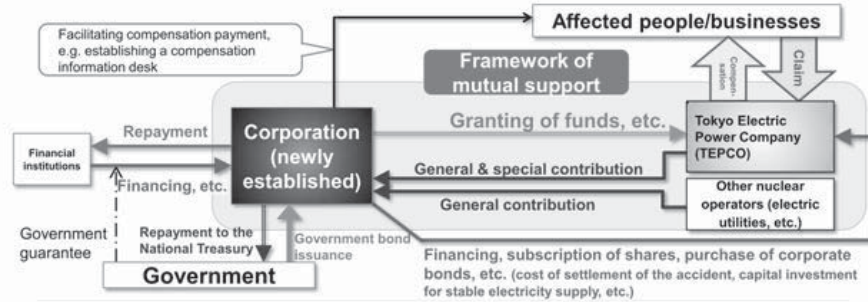 Affected people/businesses
Facilitating compensation payment,
e.g. establishing a compensation
information desk
Framework of
mutual support
Compen-
sation
Claim
Repayment
Corporation
(newly
established)
Granting of funds, etc.
Tokyo Electric
Power Company
(TEPCO)
Financial
institutions
Financing, etc.
General & special contribution
General contribution
Other nuclear
operators (electric
utilities, etc.)
Government
guarantee
Repayment to the
National Treasury
Government bond
issuance
Government
Financing, subscription of shares, purchase of corporate
bonds, etc. (cost of settlement of the accident, capital investment
for stable electricity supply, etc.)